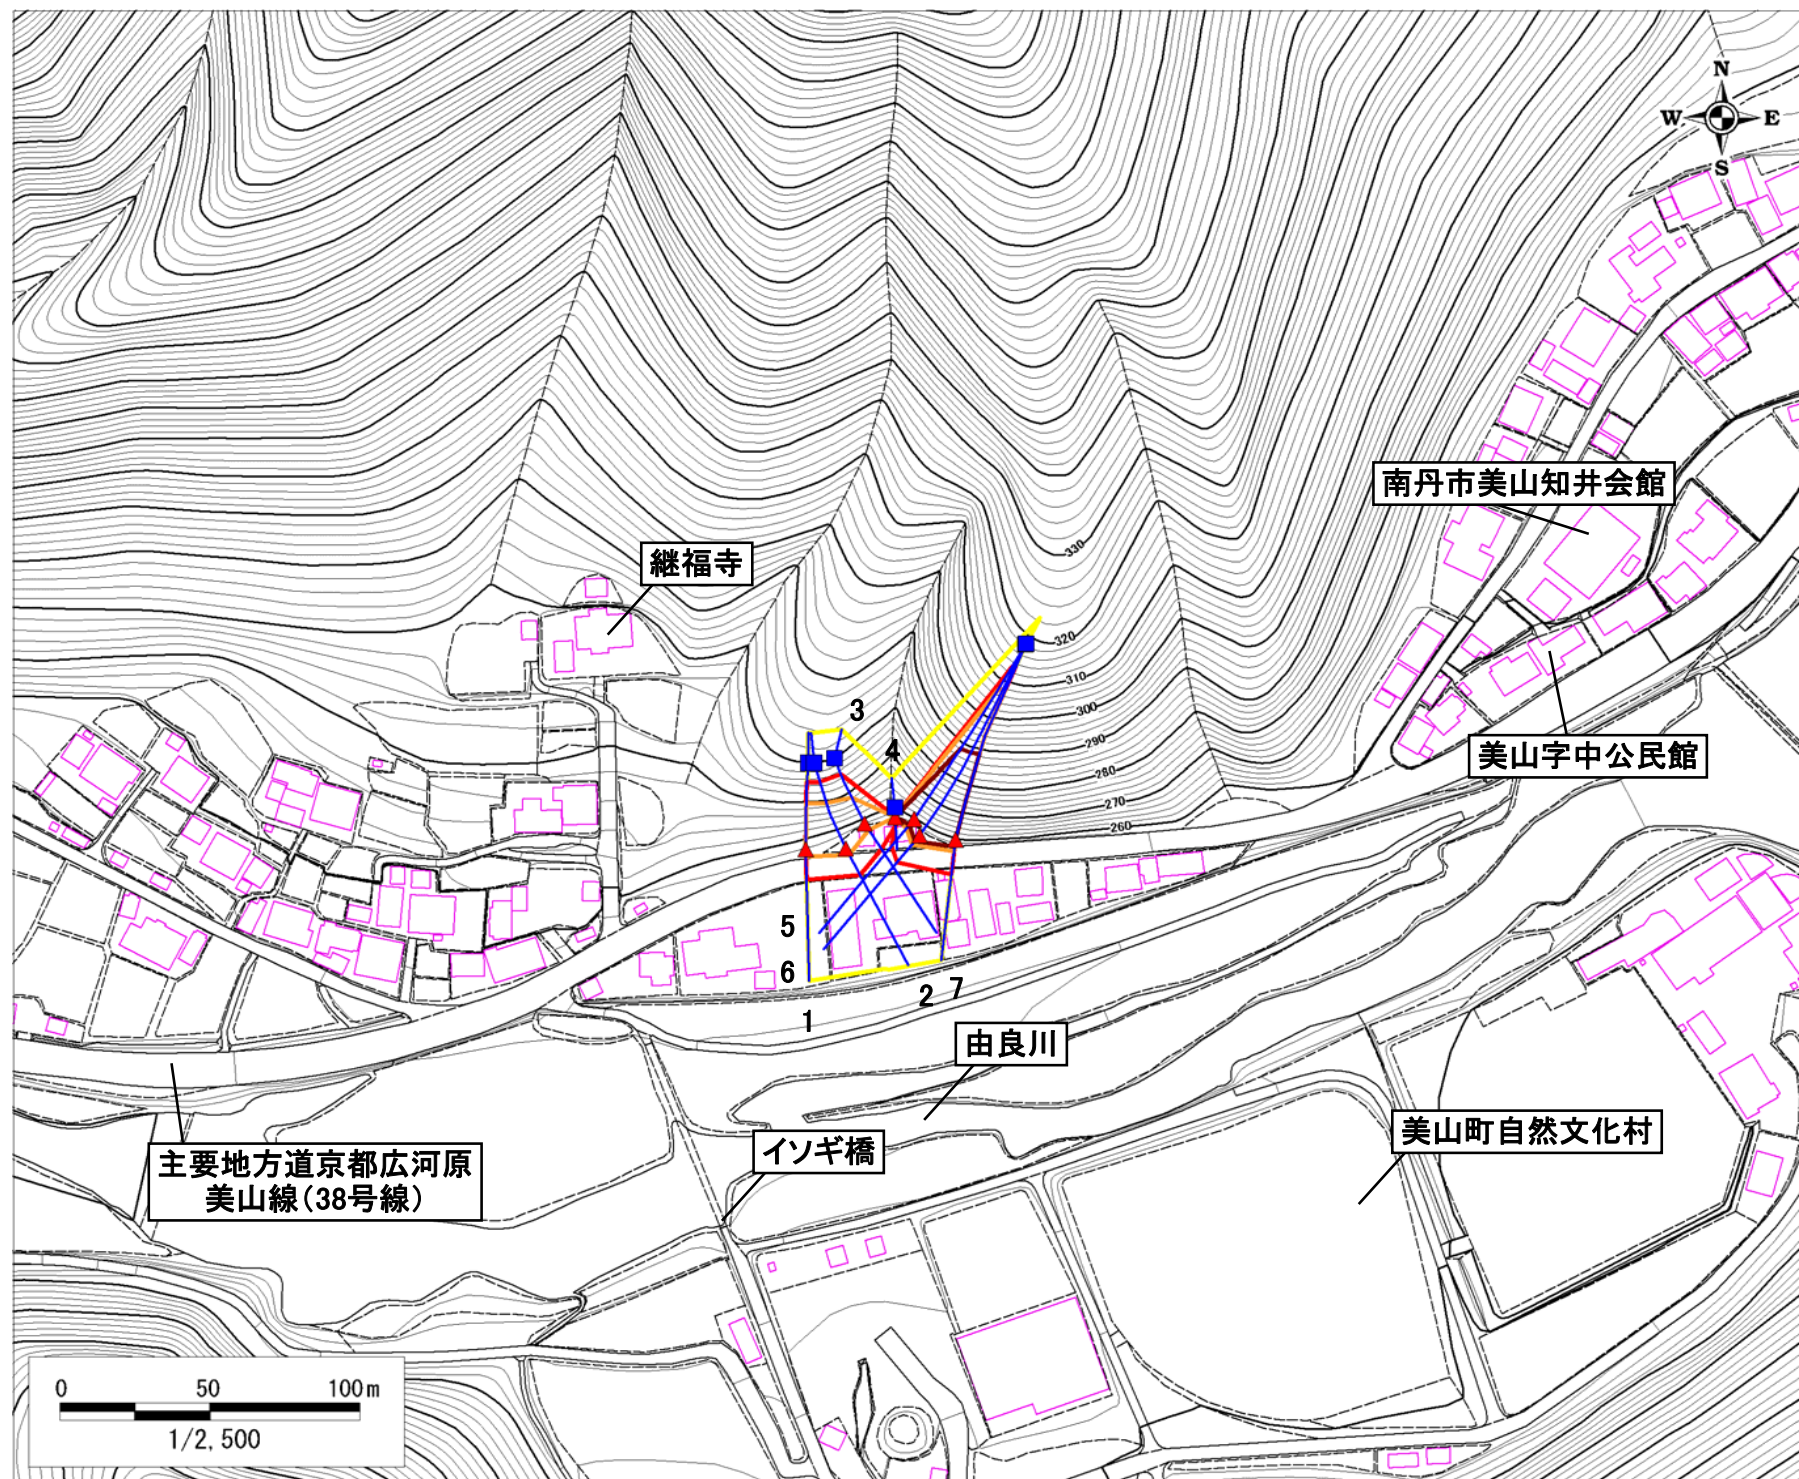 N
W E
S
南丹市美山知井会館
継福寺
330
320
310
300
290
280
270
260
美山字中公民館
3
4
5
6
1
2 7
由良川
イソギ橋
美山町自然文化村
主要地方道京都広河原
美山線(38号線)
0 50 100m
1/2,500